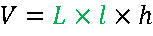 V = L × l × h